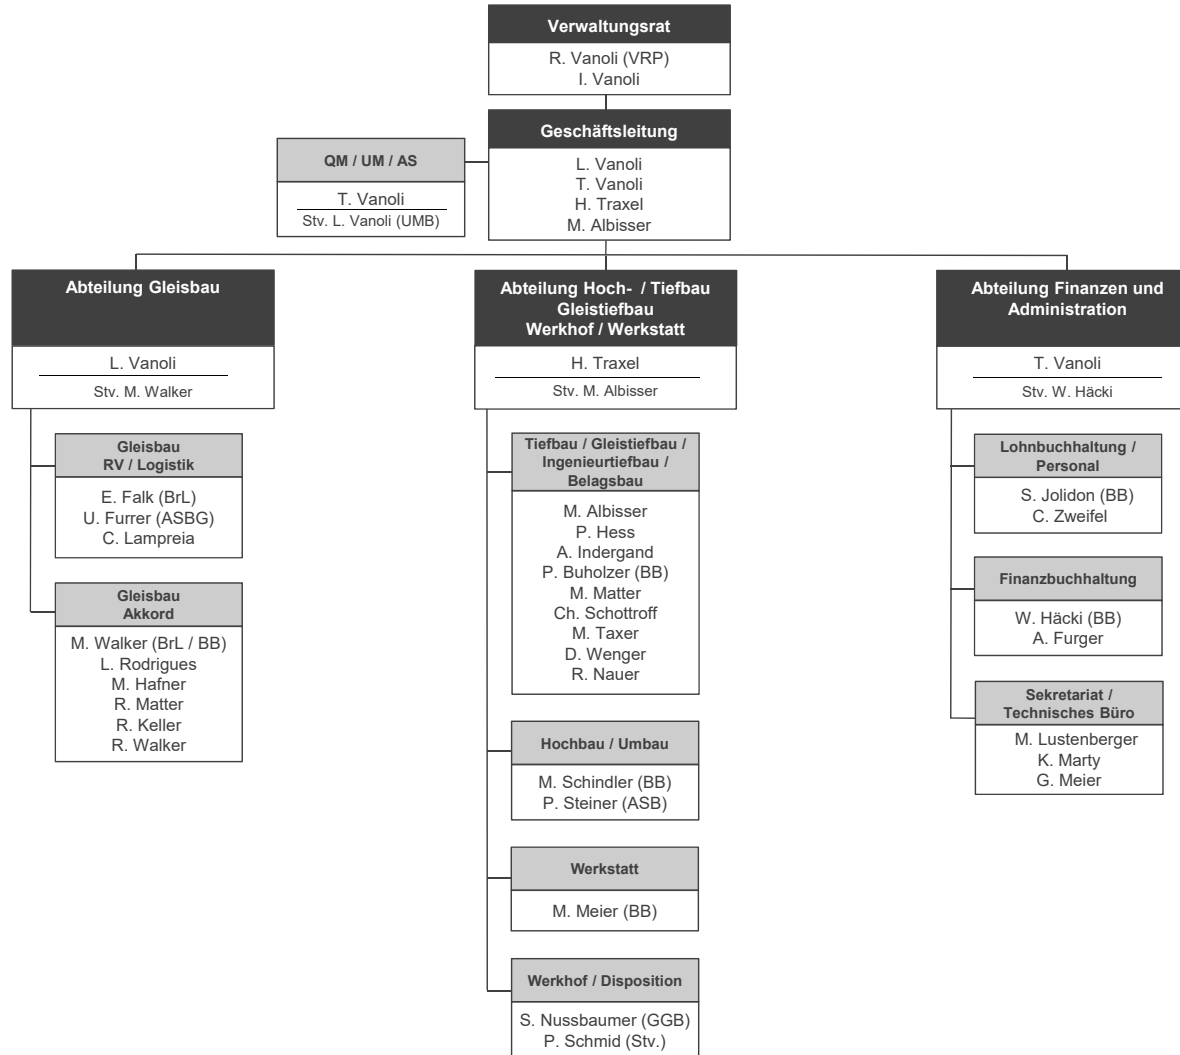 Verwaltungsrat
R. Vanoli (VRP)
I. Vanoli
Geschäftsleitung
L. Vanoli
T. Vanoli
H. Traxel
M. Albisser
QM / UM / AS
T. Vanoli
Stv. L. Vanoli (UMB)
Abteilung Gleisbau
L. Vanoli
Stv. M. Walker
Gleisbau
RV / Logistik
E. Falk (BrL)
U. Furrer (ASBG)
C. Lampreia
Gleisbau
Akkord
M. Walker (BrL / BB)
L. Rodrigues
M. Hafner
R. Matter
R. Keller
R. Walker
Abteilung Hoch- / Tiefbau
Gleistiefbau
Werkhof / Werkstatt
H. Traxel
Stv. M. Albisser
Tiefbau / Gleistiefbau /
Ingenieurtiefbau /
Belagsbau
M. Albisser
P. Hess
A. Indergand
P. Buholzer (BB)
M. Matter
Ch. Schottroff
M. Taxer
D. Wenger
R. Nauer
Hochbau / Umbau
M. Schindler (BB)
P. Steiner (ASB)
Werkstatt
M. Meier (BB)
Werkhof / Disposition
S. Nussbaumer (GGB)
P. Schmid (Stv.)
Abteilung Finanzen und
Administration
T. Vanoli
Stv. W. Häcki
Lohnbuchhaltung /
Personal
S. Jolidon (BB)
C. Zweifel
Finanzbuchhaltung
W. Häcki (BB)
A. Furger
Sekretariat /
Technisches Büro
M. Lustenberger
K. Marty
G. Meier